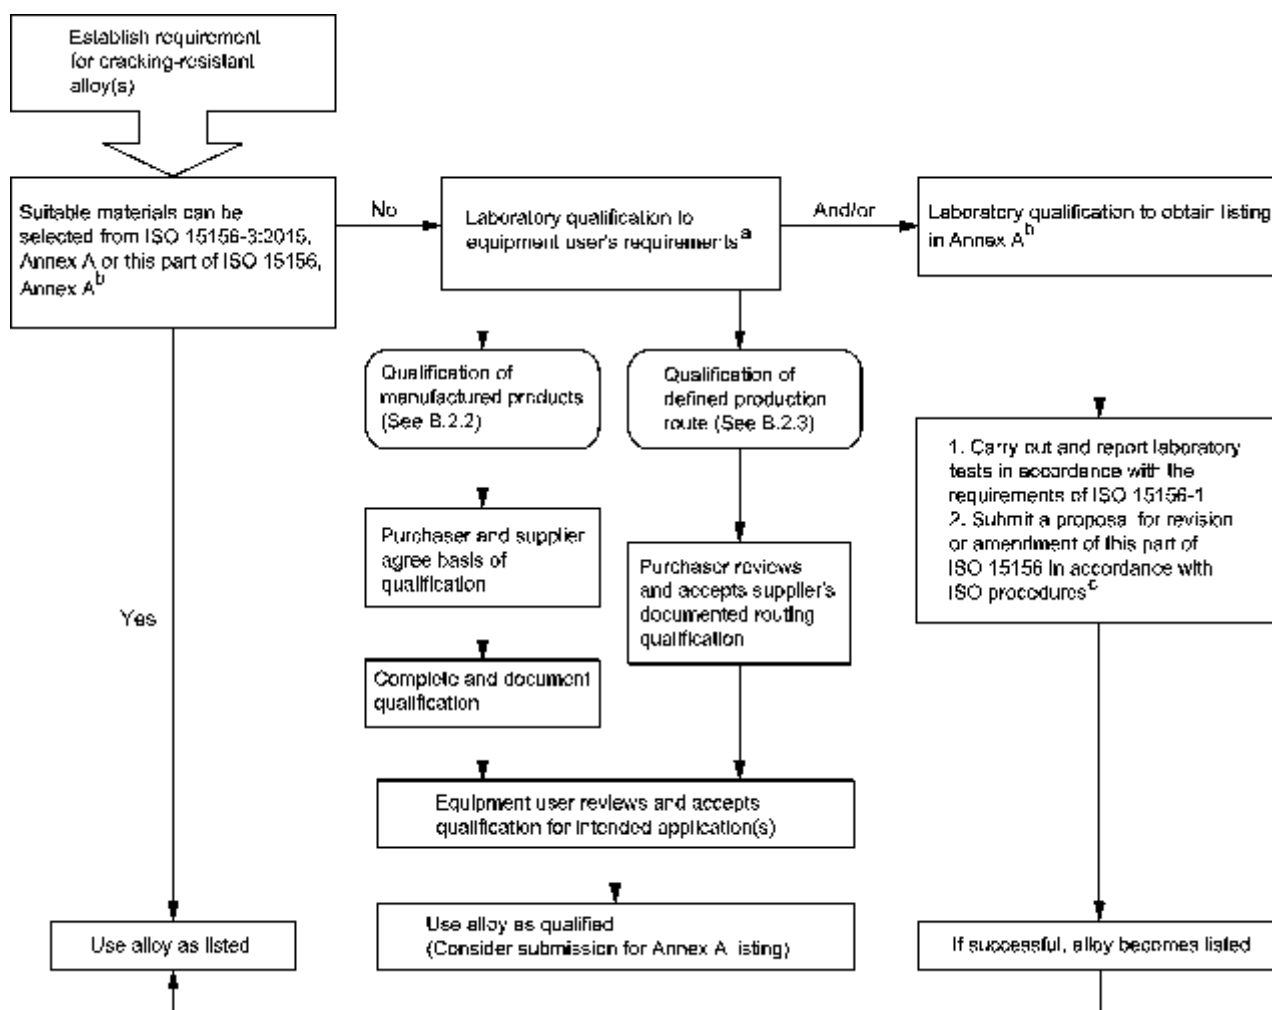 Establish requirement
for cracking-resistant
alloy(s)
Suitable materials can be
selected from ISO 15156-3:2015,
Annex A or this part of ISO 15156,
Annex A b
No
Laboratory qualification to
equipment user's requirements a
And/or
Laboratory qualification to obtain listing
in Annex A b
Qualification of
manufactured products
(See B.2.2)
Qualification of
defined production
route (See B.2.3)
1. Carry out and report laboratory
tests in accordance with the
requirements of ISO 15156-1
2. Submit a proposal for revision
or amendment of this part of
ISO 15156 in accordance with
ISO procedures c
Purchaser and supplier
agree basis of
qualification
Purchaser reviews
and accepts supplier's
documented routing
qualification
Yes
Complete and document
qualification
Equipment user reviews and accepts
qualification for intended application(s)
Use alloy as listed
Use alloy as qualified
(Consider submission for Annex A listing)
If successful, alloy becomes listed